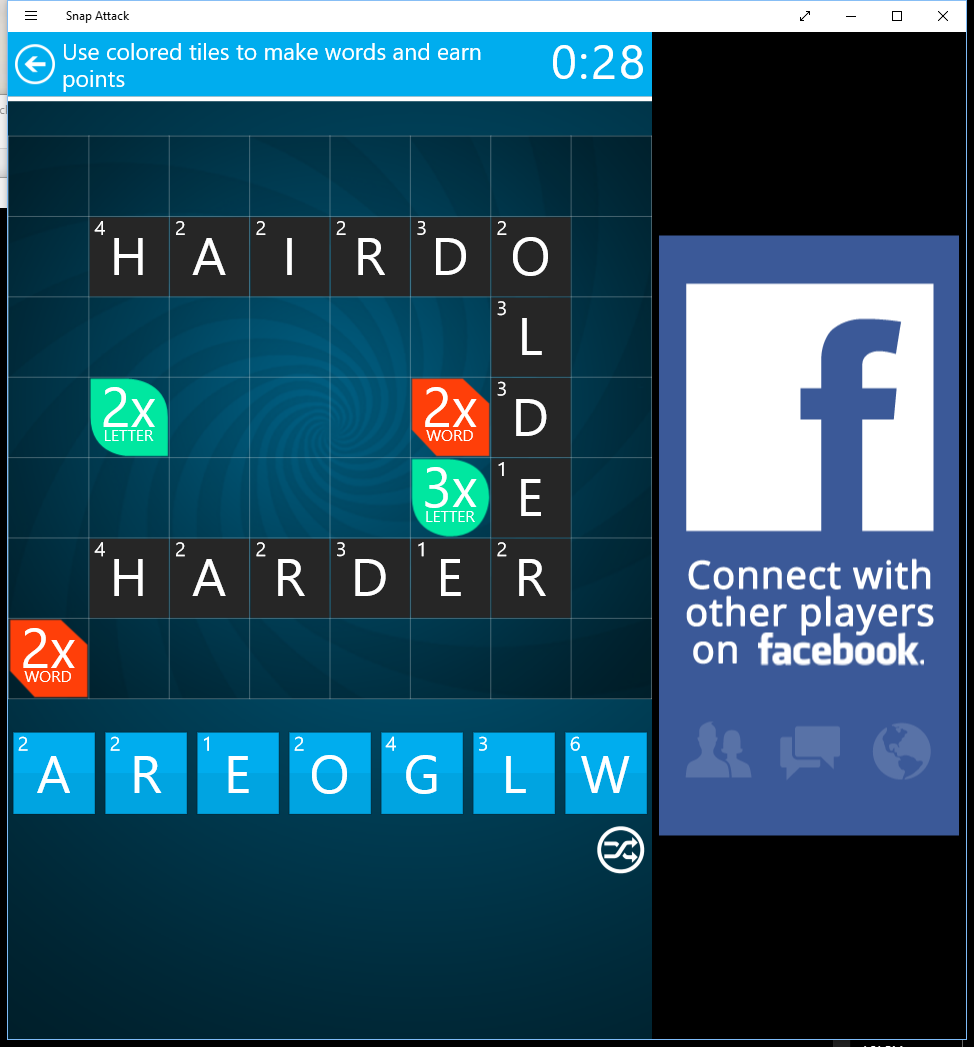 Snap Attack
Use colored tiles to make words and earn
points
0:28
4 H 2 A 2 I 2 R 3 D 2 O
3 L
2x
LETTER
2x
WORD
3 D
3x
LETTER
1 E
4 H 2 A 2 R 3 D 1 E 2 R
2x
WORD
2 A 2 R 1 E 2 O 4 G 3 L 6 W
f
Connect with
other players
on facebook.